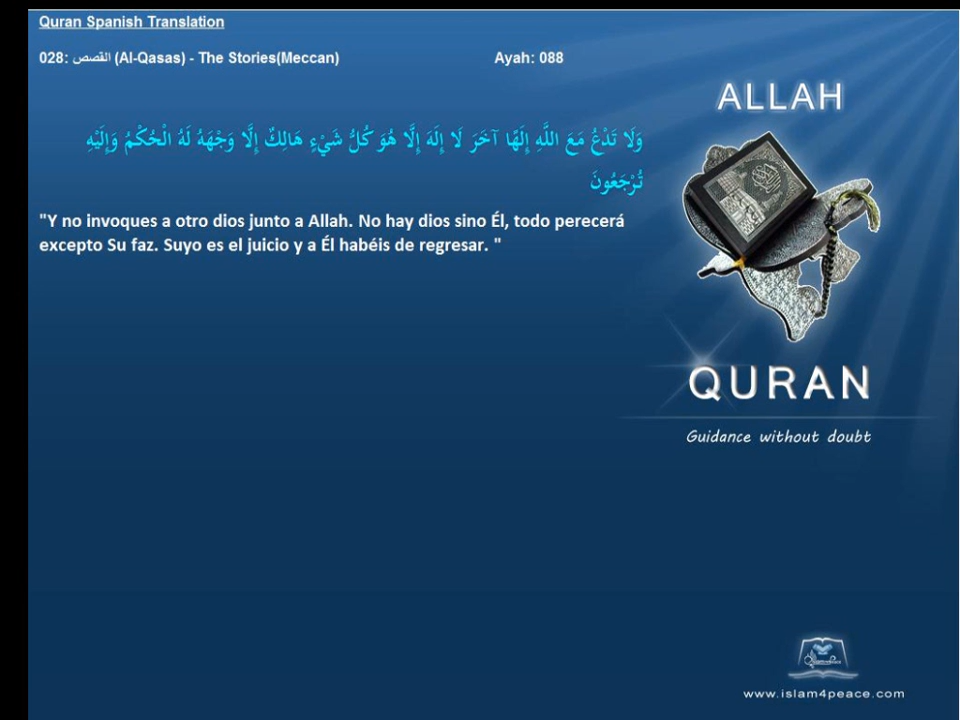 Quran Spanish Translation
028: القصص (Al-Qasas) - The Stories(Meccan) Ayah: 088
وَلَا تَدْعُ مَعَ اللَّهِ إِلَهًا آخَرَ لَا إِلَهَ إِلَّا هُوَ كُلُّ شَيْءٍ هَالِكٌ إِلَّا وَجْهَهُ لَهُ الْحُكْمُ وَإِلَيْهِ
تُرْجَعُونَ
"Y no invoques a otro dios junto a Allah. No hay dios sino Él, todo perecerá
excepto Su faz. Suyo es el juicio y a Él habéis de regresar. "
ALLAH
QURAN
Guidance without doubt
www.islam4peace.com